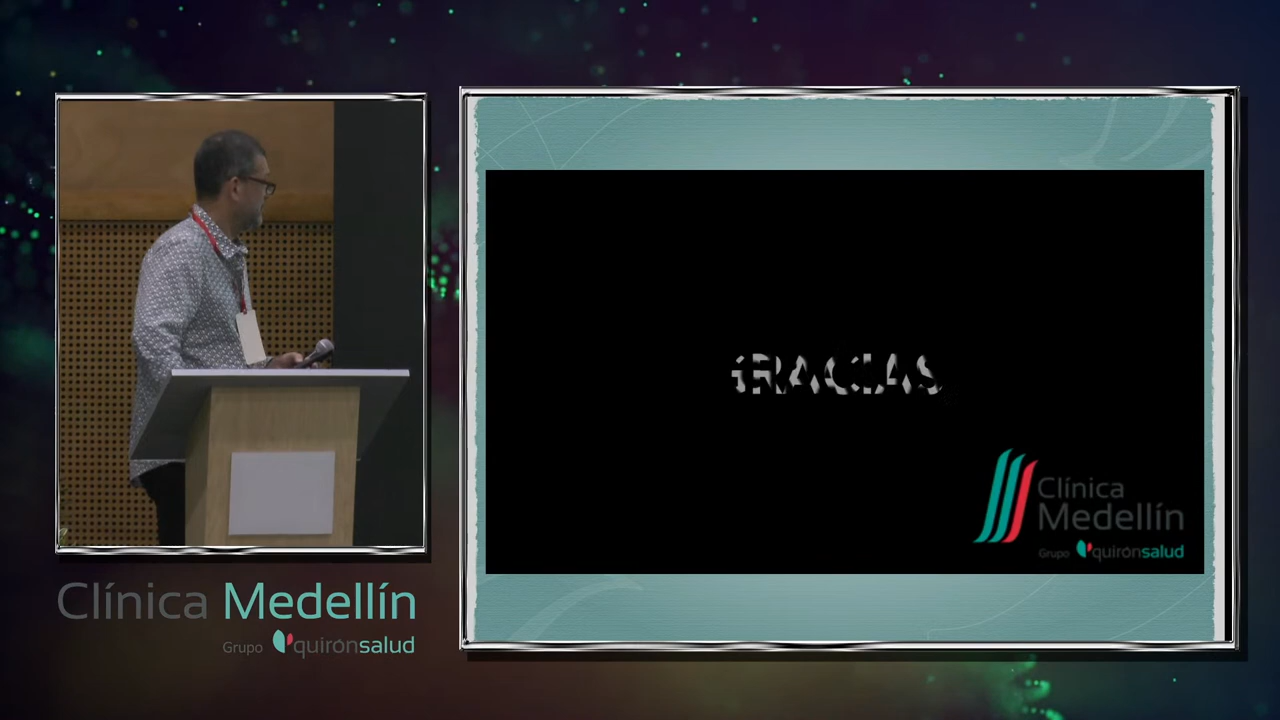 GRACIAS
Clínica
Medellín
Grupo quirónsalud
Clínica Medellín
Grupo quirónsalud